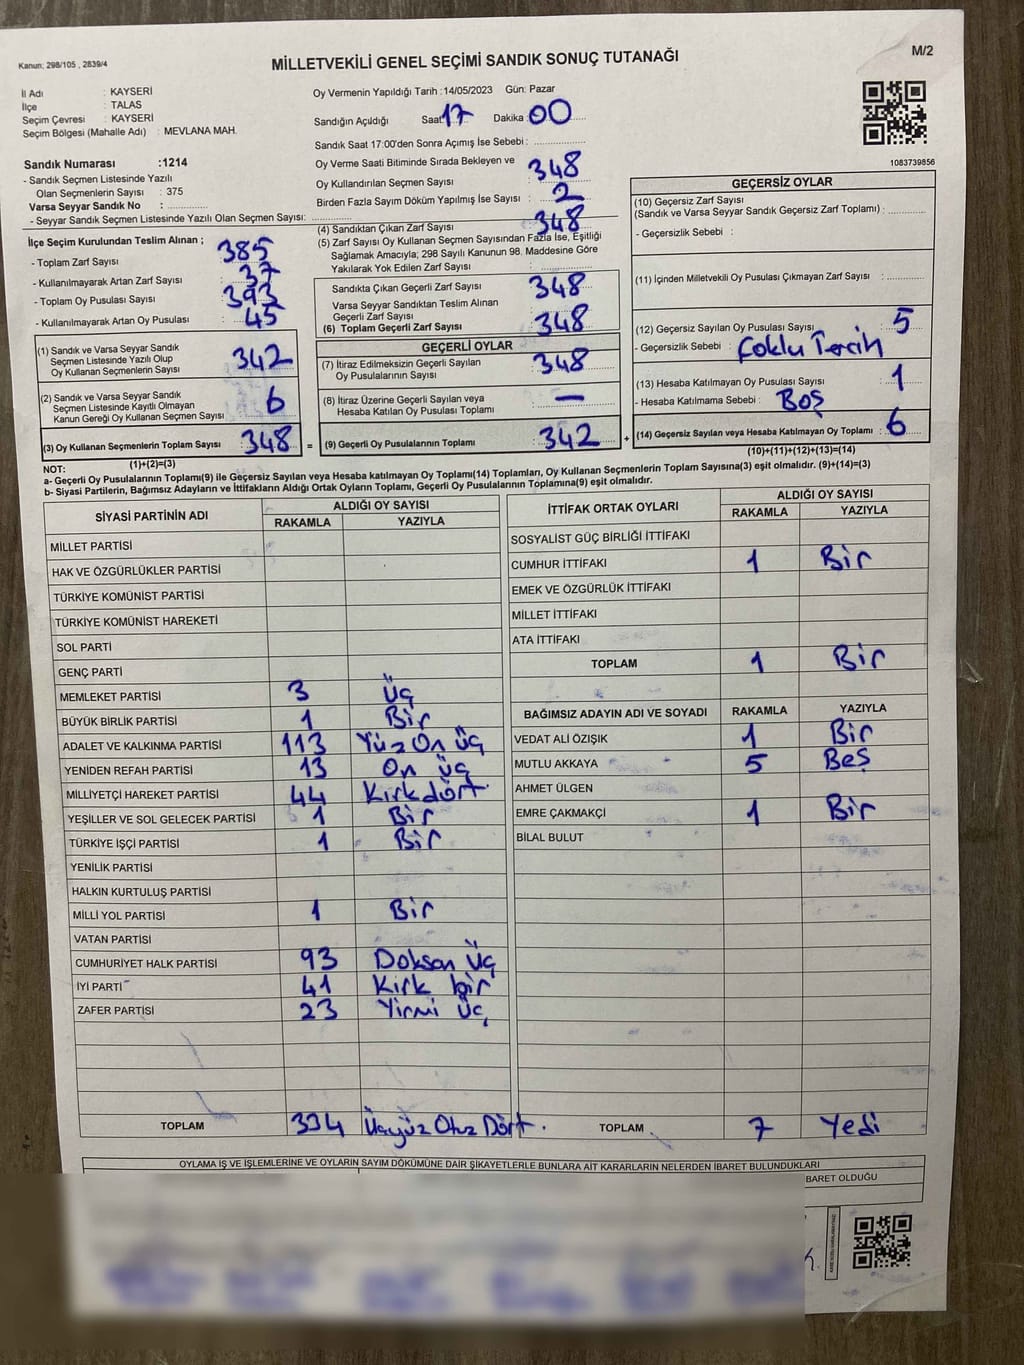 Kanun; 298/105 , 2839/4
MİLLETVEKİLİ GENEL SEÇİMİ SANDIK SONUÇ TUTANAĞI
M/2
İl Adı : KAYSERİ
İlçe : TALAS
Seçim Çevresi : KAYSERİ
Seçim Bölgesi (Mahalle Adı) : MEVLANA MAH.
Sandık Numarası :1214
- Sandık Seçmen Listesinde Yazılı
Olan Seçmenlerin Sayısı : 375
Varsa Seyyar Sandık No :
- Seyyar Sandık Seçmen Listesinde Yazılı Olan Seçmen Sayısı:
Oy Vermenin Yapıldığı Tarih :14/05/2023 Gün: Pazar
Sandığın Açıldığı Saat: 17 Dakika : 00
Sandık Saat 17:00'den Sonra Açımış İse Sebebi :
Oy Verme Saati Bitiminde Sırada Bekleyen ve
Oy Kullandırılan Seçmen Sayısı : 348
Birden Fazla Sayım Döküm Yapılmış İse Sayısı : 2
1083739856
İlçe Seçim Kurulundan Teslim Alınan ;
- Toplam Zarf Sayısı : 385
- Kullanılmayarak Artan Zarf Sayısı : 37
- Toplam Oy Pusulası Sayısı : 393
- Kullanılmayarak Artan Oy Pusulası : 45
(4) Sandıktan Çıkan Zarf Sayısı : 348
(5) Zarf Sayısı Oy Kullanan Seçmen Sayısından Fazla İse, Eşitliği
Sağlamak Amacıyla; 298 Sayılı Kanunun 98. Maddesine Göre
Yakılarak Yok Edilen Zarf Sayısı :
Sandıkta Çıkan Geçerli Zarf Sayısı : 348
Varsa Seyyar Sandıktan Teslim Alınan
Geçerli Zarf Sayısı :
(6) Toplam Geçerli Zarf Sayısı : 348
GEÇERSİZ OYLAR
(10) Geçersiz Zarf Sayısı
(Sandık ve Varsa Seyyar Sandık Geçersiz Zarf Toplamı) :
- Geçersizlik Sebebi :
(11) İçinden Milletvekili Oy Pusulası Çıkmayan Zarf Sayısı :
(12) Geçersiz Sayılan Oy Pusulası Sayısı : 5
- Geçersizlik Sebebi : Çoklu Tercih
(13) Hesaba Katılmayan Oy Pusulası Sayısı : 1
- Hesaba Katılmama Sebebi : Boş
(14) Geçersiz Sayılan veya Hesaba Katılmayan Oy Toplamı : 6
(10)+(11)+(12)+(13)=(14)
(1) Sandık ve Varsa Seyyar Sandık
Seçmen Listesinde Yazılı Olup
Oy Kullanan Seçmenlerin Sayısı : 342
(2) Sandık ve Varsa Seyyar Sandık
Seçmen Listesinde Kayıtlı Olmayan
Kanun Gereği Oy Kullanan Seçmen Sayısı : 6
(3) Oy Kullanan Seçmenlerin Toplam Sayısı : 348 =
(1)+(2)=(3)
GEÇERLİ OYLAR
(7) İtiraz Edilmeksizin Geçerli Sayılan
Oy Pusulalarının Sayısı : 348
(8) İtiraz Üzerine Geçerli Sayılan veya
Hesaba Katılan Oy Pusulası Toplamı : —
(9) Geçerli Oy Pusulalarının Toplamı : 342 +
NOT:
a- Geçerli Oy Pusulalarının Toplamı(9) ile Geçersiz Sayılan veya Hesaba katılmayan Oy Toplamı(14) Toplamları, Oy Kullanan Seçmenlerin Toplam Sayısına(3) eşit olmalıdır. (9)+(14)=(3)
b- Siyasi Partilerin, Bağımsız Adayların ve İttifakların Aldığı Ortak Oyların Toplamı, Geçerli Oy Pusulalarının Toplamına(9) eşit olmalıdır.
SİYASİ PARTİNİN ADI ALDIĞI OY SAYISI
RAKAMLA YAZIYLA
MİLLET PARTİSİ
HAK VE ÖZGÜRLÜKLER PARTİSİ
TÜRKİYE KOMÜNİST PARTİSİ
TÜRKİYE KOMÜNİST HAREKETİ
SOL PARTİ
GENÇ PARTİ
MEMLEKET PARTİSİ 3 Üç
BÜYÜK BİRLİK PARTİSİ 1 Bir
ADALET VE KALKINMA PARTİSİ 113 Yüz On Üç
YENİDEN REFAH PARTİSİ 13 On üç
MİLLİYETÇİ HAREKET PARTİSİ 44 Kırkdört
YEŞİLLER VE SOL GELECEK PARTİSİ 1 Bir
TÜRKİYE İŞÇİ PARTİSİ 1 Bir
YENİLİK PARTİSİ
HALKIN KURTULUŞ PARTİSİ
MİLLİ YOL PARTİSİ 1 Bir
VATAN PARTİSİ
CUMHURİYET HALK PARTİSİ 93 Doksan Üç
İYİ PARTİ 41 Kırk bir
ZAFER PARTİSİ 23 Yirmi Üç
TOPLAM 334 Üçyüz Otuz Dört.
İTTİFAK ORTAK OYLARI ALDIĞI OY SAYISI
RAKAMLA YAZIYLA
SOSYALİST GÜÇ BİRLİĞİ İTTİFAKI
CUMHUR İTTİFAKI 1 Bir
EMEK VE ÖZGÜRLÜK İTTİFAKI
MİLLET İTTİFAKI
ATA İTTİFAKI
TOPLAM 1 Bir
BAĞIMSIZ ADAYIN ADI VE SOYADI RAKAMLA YAZIYLA
VEDAT ALİ ÖZIŞIK 1 Bir
MUTLU AKKAYA 5 Beş
AHMET ÜLGEN
EMRE ÇAKMAKÇİ 1 Bir
BİLAL BULUT
TOPLAM 7 Yedi
OYLAMA İŞ VE İŞLEMLERİNE VE OYLARIN SAYIM DÖKÜMÜNE DAİR ŞİKAYETLERLE BUNLARA AİT KARARLARIN NELERDEN İBARET BULUNDUKLARI
BARET OLDUĞU